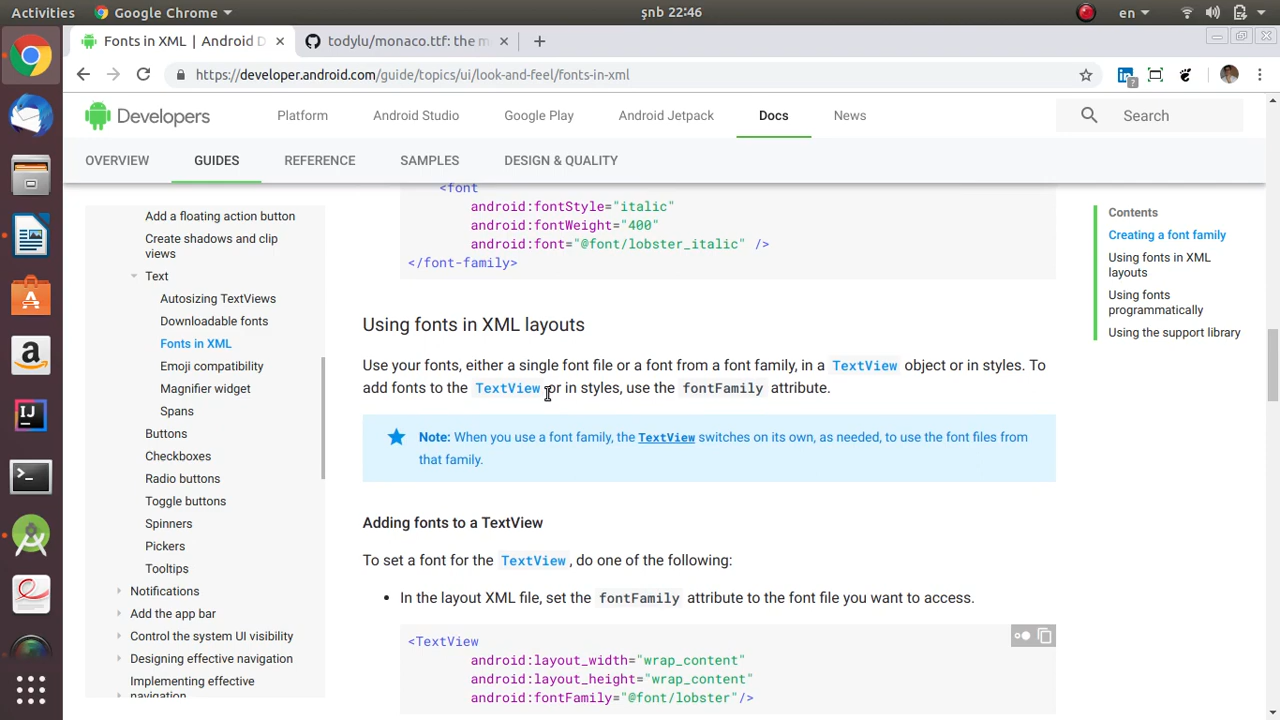 Activities
Google Chrome
şnb 22:46
en
Fonts in XML | Android D
todylu/monaco.ttf: the m
https://developer.android.com/guide/topics/ui/look-and-feel/fonts-in-xml
Developers
Platform
Android Studio
Google Play
Android Jetpack
Docs
News
Search
OVERVIEW
GUIDES
REFERENCE
SAMPLES
DESIGN & QUALITY
Add a floating action button
Create shadows and clip
views
Text
Autosizing TextViews
Downloadable fonts
Fonts in XML
Emoji compatibility
Magnifier widget
Spans
Buttons
Checkboxes
Radio buttons
Toggle buttons
Spinners
Pickers
Tooltips
Notifications
Add the app bar
Control the system UI visibility
Designing effective navigation
Implementing effective
navigation
<font
android:fontStyle="italic"
android:fontWeight="400"
android:font="@font/lobster_italic" />
</font-family>
Using fonts in XML layouts
Use your fonts, either a single font file or a font from a font family, in a TextView object or in styles. To
add fonts to the TextView or in styles, use the fontFamily attribute.
Note: When you use a font family, the TextView switches on its own, as needed, to use the font files from
that family.
Adding fonts to a TextView
To set a font for the TextView , do one of the following:
• In the layout XML file, set the fontFamily attribute to the font file you want to access.
<TextView
android:layout_width="wrap_content"
android:layout_height="wrap_content"
android:fontFamily="@font/lobster"/>
Contents
Creating a font family
Using fonts in XML
layouts
Using fonts
programmatically
Using the support library